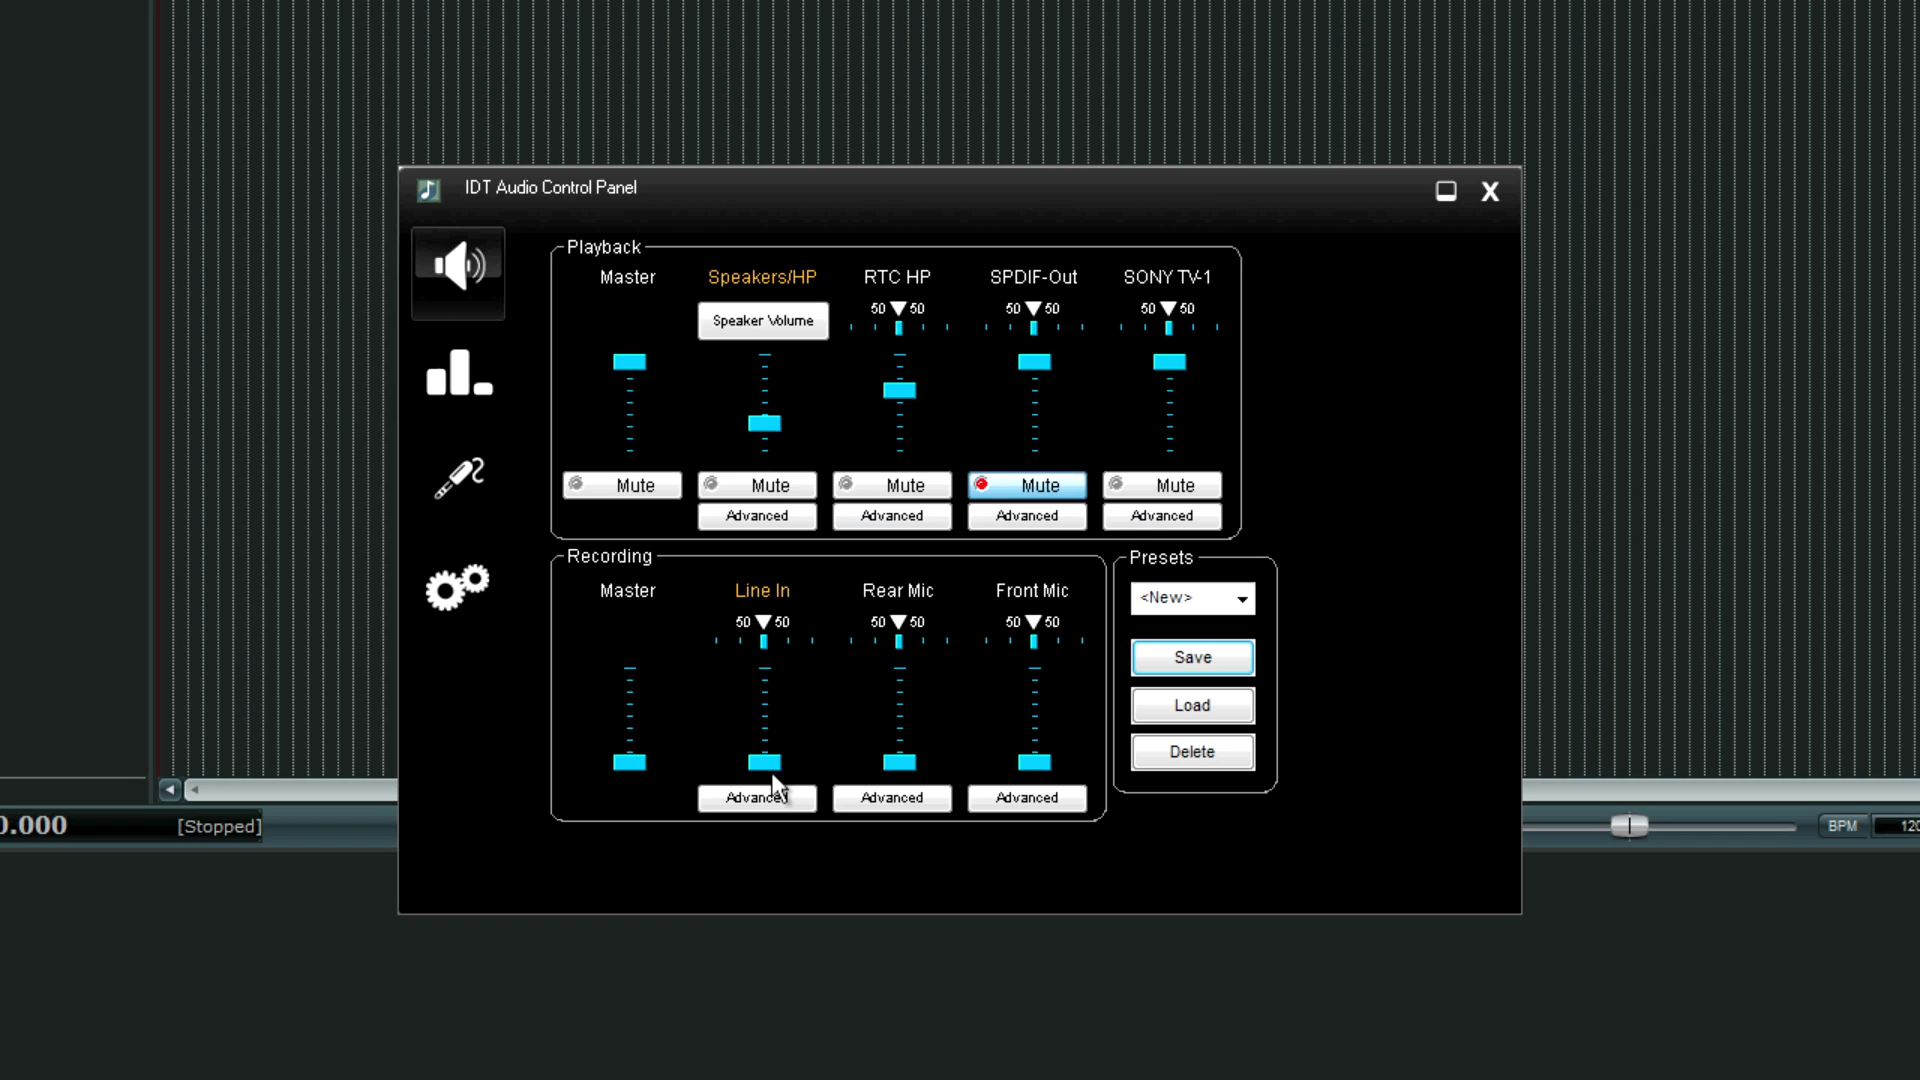 IDT Audio Control Panel
X
Playback
Master Speakers/HP RTC HP SPDIF-Out SONY TV-1
Speaker Volume 50 50 50 50 50 50
Mute Mute Mute Mute Mute
Advanced Advanced Advanced Advanced
Recording
Master Line In Rear Mic Front Mic
50 50 50 50 50 50
Advanced Advanced Advanced
Presets
<New>
Save
Load
Delete
0.000 [Stopped]
BPM 120